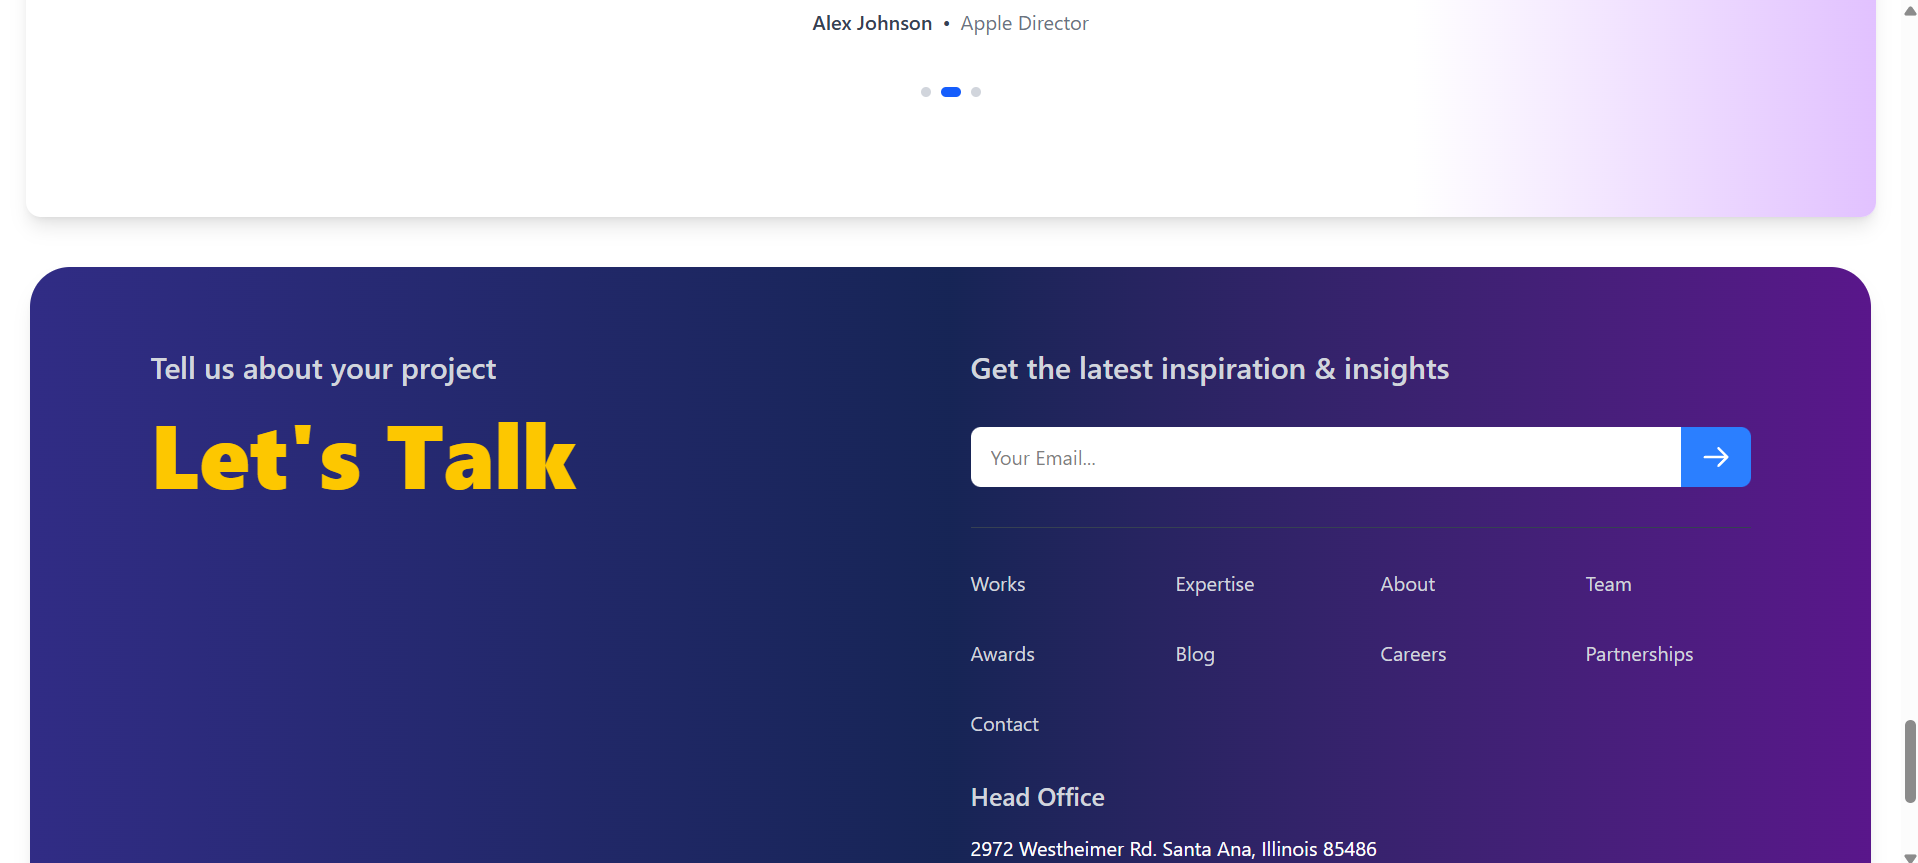 Alex Johnson • Apple Director
Tell us about your project
Let's Talk
Get the latest inspiration & insights
Your Email...
Works Expertise About Team
Awards Blog Careers Partnerships
Contact
Head Office
2972 Westheimer Rd. Santa Ana, Illinois 85486